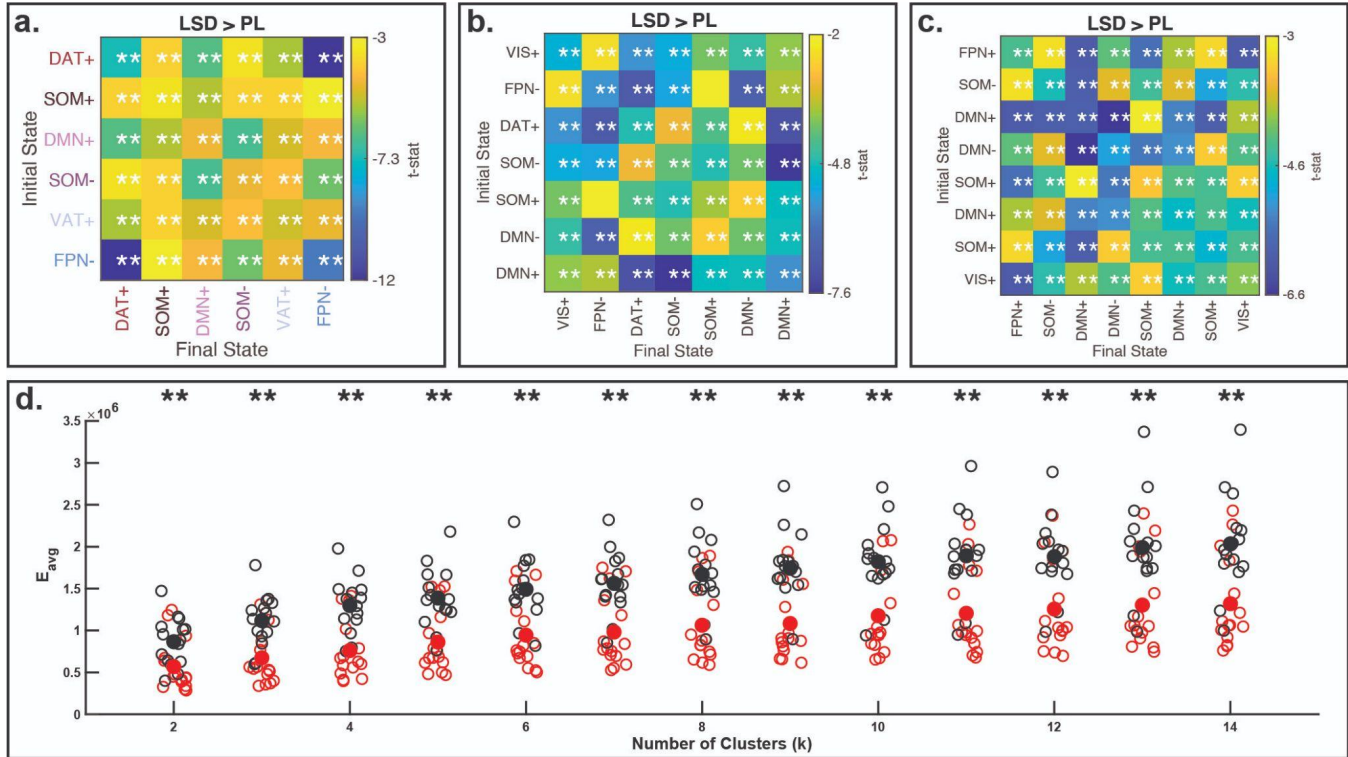 a.
LSD > PL
Initial State
DAT+ ** ** ** ** ** **
SOM+ ** ** ** ** ** **
DMN+ ** ** ** ** ** **
SOM- ** ** ** ** ** **
VAT+ ** ** ** ** ** **
FPN- ** ** ** ** ** **
DAT+ SOM+ DMN+ SOM- VAT+ FPN-
Final State
-3
-7.3
-12
t-stat
b.
LSD > PL
Initial State
VIS+ ** ** ** ** ** ** **
FPN- ** ** ** ** ** **
DAT+ ** ** ** ** ** ** **
SOM- ** ** ** ** ** ** **
SOM+ ** ** ** ** ** **
DMN- ** ** ** ** ** ** **
DMN+ ** ** ** ** ** ** **
VIS+ FPN- DAT+ SOM- SOM+ DMN- DMN+
Final State
-2
-4.8
-7.6
t-stat
c.
LSD > PL
Initial State
FPN+ ** ** ** ** ** ** ** **
SOM- ** ** ** ** ** ** ** **
DMN+ ** ** ** ** ** ** ** **
DMN- ** ** ** ** ** ** ** **
SOM+ ** ** ** ** ** ** ** **
DMN+ ** ** ** ** ** ** ** **
SOM+ ** ** ** ** ** ** ** **
VIS+ ** ** ** ** ** ** ** **
FPN+ SOM- DMN+ DMN- SOM+ DMN+ SOM+ VIS+
Final State
-3
-4.6
-6.6
t-stat
d.
** ** ** ** ** ** ** ** ** ** ** ** **
×10⁶
3.5
3
2.5
2
1.5
1
0.5
0
E_avg
2 4 6 8 10 12 14
Number of Clusters (k)